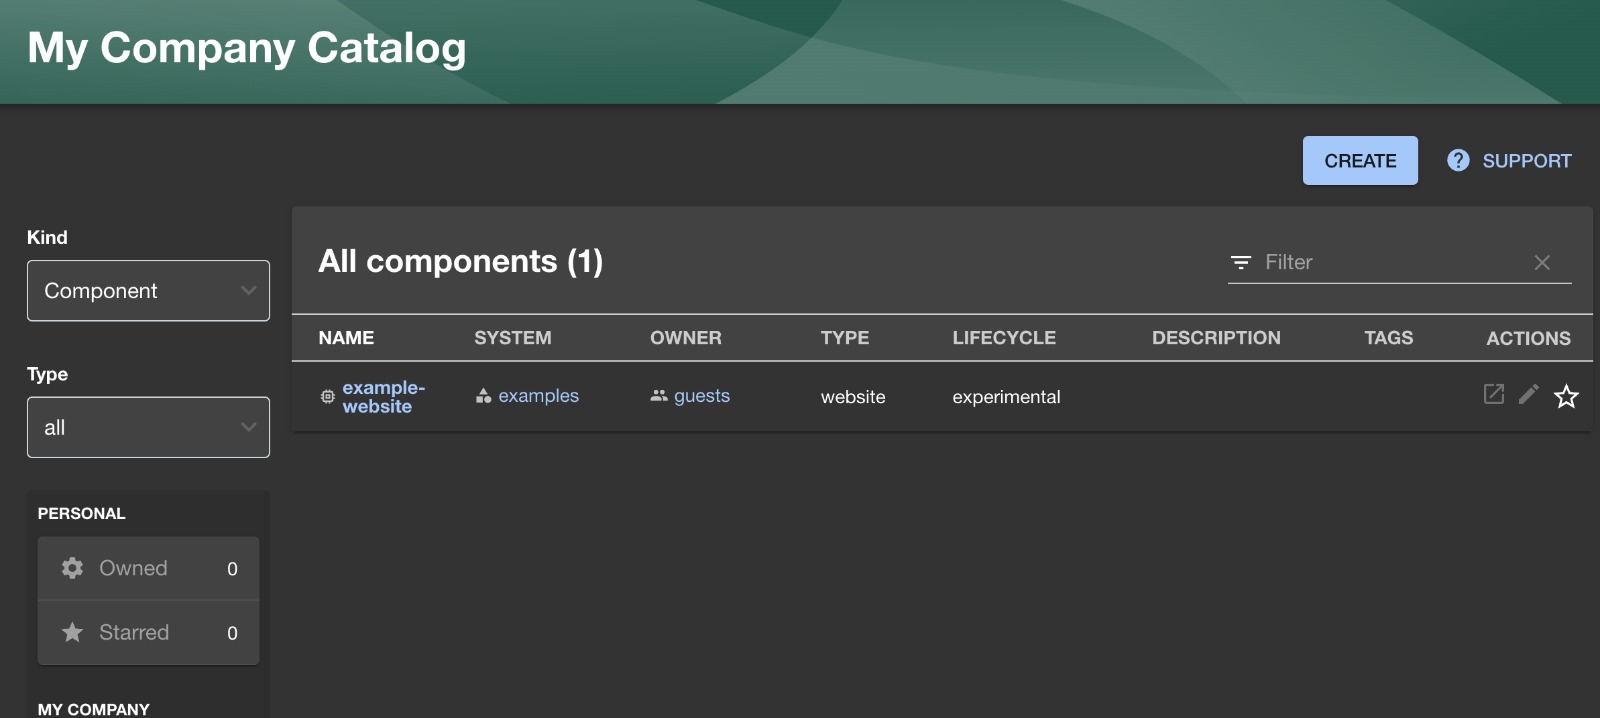 My Company Catalog
CREATE
? SUPPORT
Kind
Component
Type
all
PERSONAL
Owned 0
Starred 0
MY COMPANY
All components (1)
Filter
NAME SYSTEM OWNER TYPE LIFECYCLE DESCRIPTION TAGS ACTIONS
example-
website examples guests website experimental